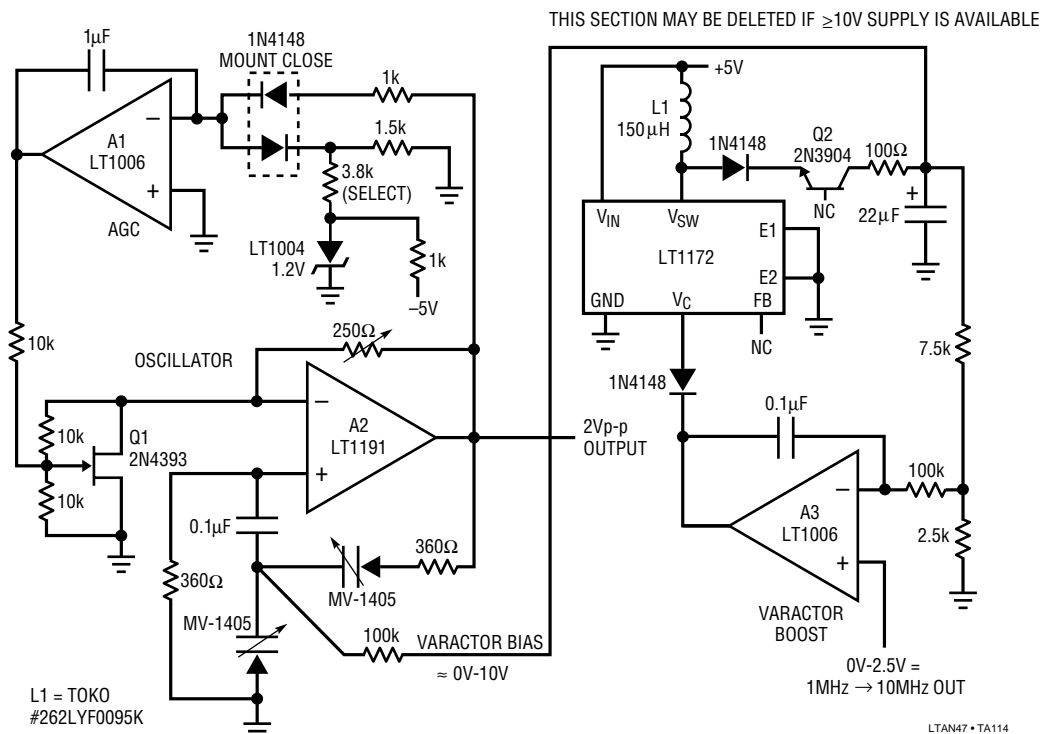 THIS SECTION MAY BE DELETED IF ≥10V SUPPLY IS AVAILABLE
1µF
1N4148
MOUNT CLOSE
1k
A1
LT1006
−
+
AGC
1.5k
3.8k
(SELECT)
LT1004
1.2V
1k
–5V
+5V
L1
150µH
1N4148
Q2
2N3904
100Ω
NC
+
22µF
VIN
VSW
E1
LT1172
E2
GND
VC
FB
NC
7.5k
10k
OSCILLATOR
250Ω
10k
Q1
2N4393
10k
−
A2
LT1191
+
2Vp-p
OUTPUT
1N4148
0.1µF
−
100k
A3
LT1006
2.5k
+
0.1µF
360Ω
MV-1405
360Ω
MV-1405
100k
VARACTOR BIAS
≈ 0V-10V
VARACTOR
BOOST
0V-2.5V =
1MHz → 10MHz OUT
L1 = TOKO
#262LYF0095K
LTAN47 • TA114